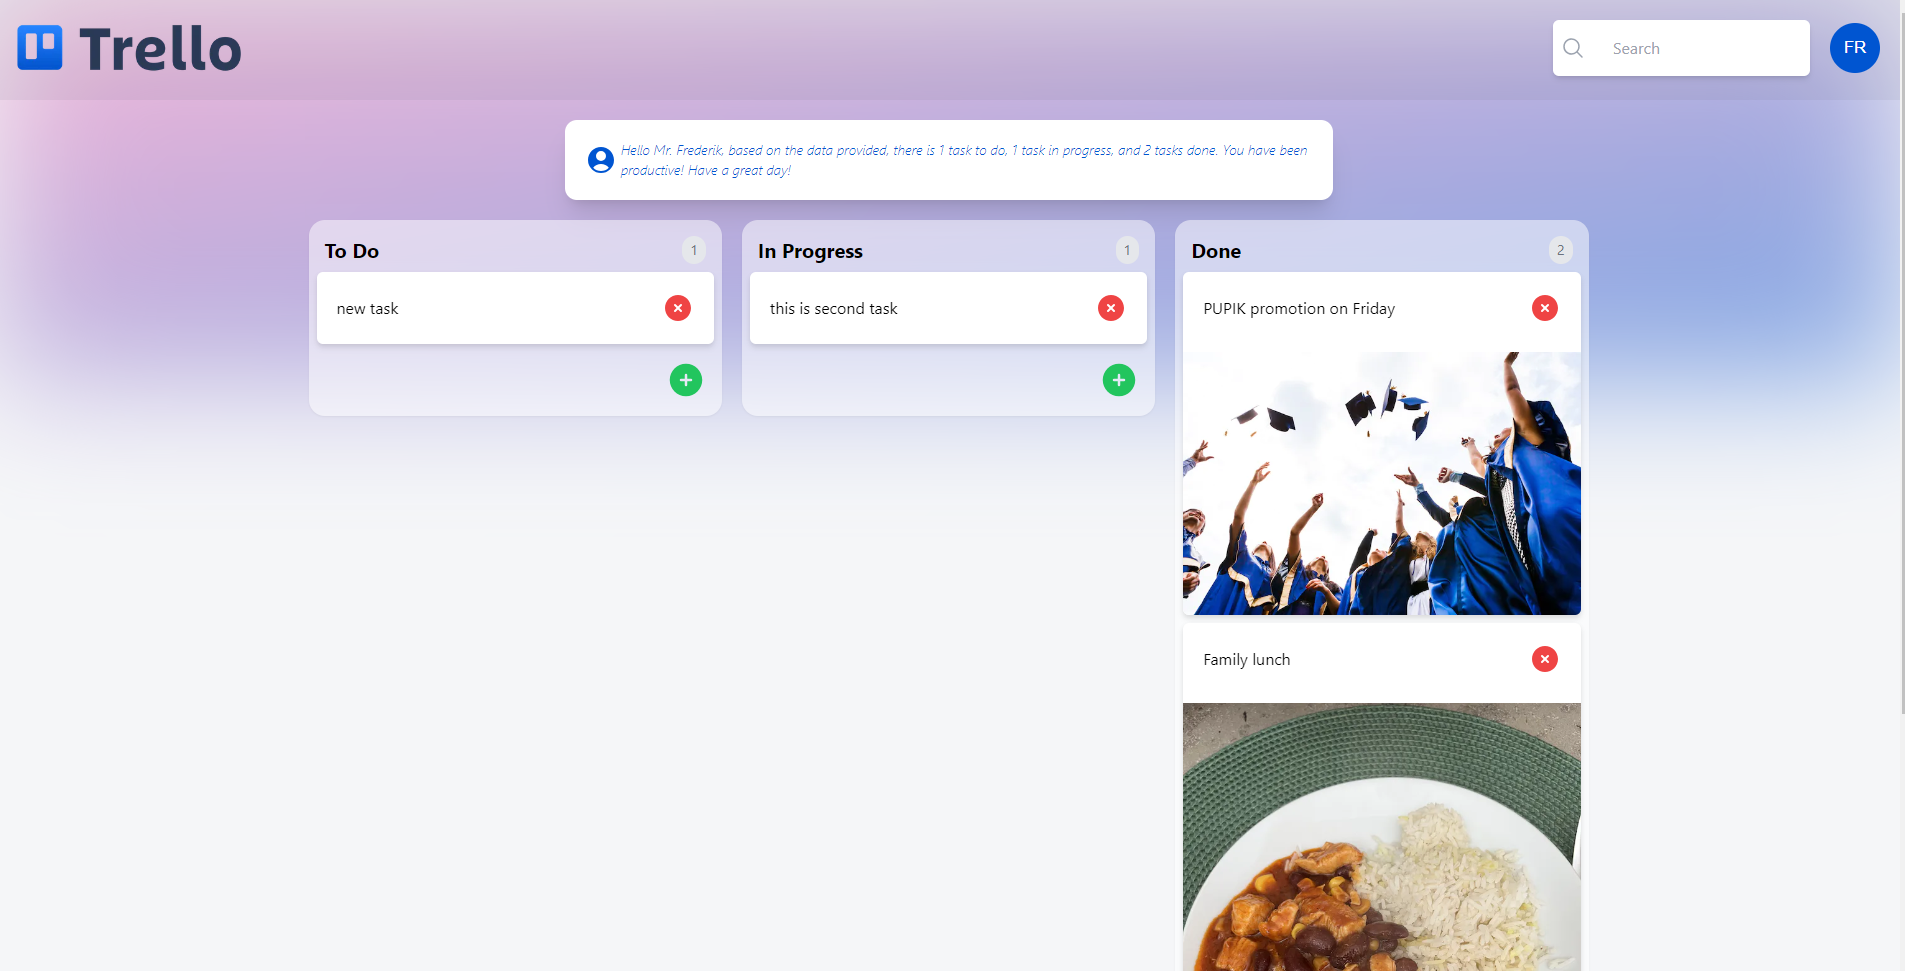 Trello
Search
FR
Hello Mr. Frederik, based on the data provided, there is 1 task to do, 1 task in progress, and 2 tasks done. You have been
productive! Have a great day!
To Do
1
new task
In Progress
1
this is second task
Done
2
PUPIK promotion on Friday
Family lunch